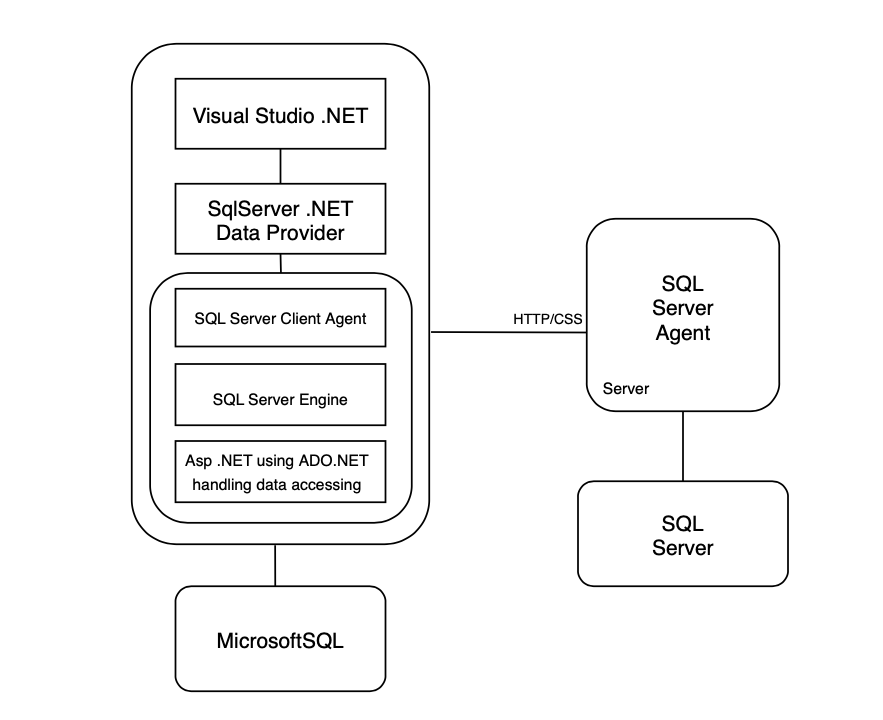 Visual Studio .NET
SqlServer .NET
Data Provider
SQL Server Client Agent
SQL Server Engine
Asp .NET using ADO.NET
handling data accessing
MicrosoftSQL
HTTP/CSS
SQL
Server
Agent
Server
SQL
Server